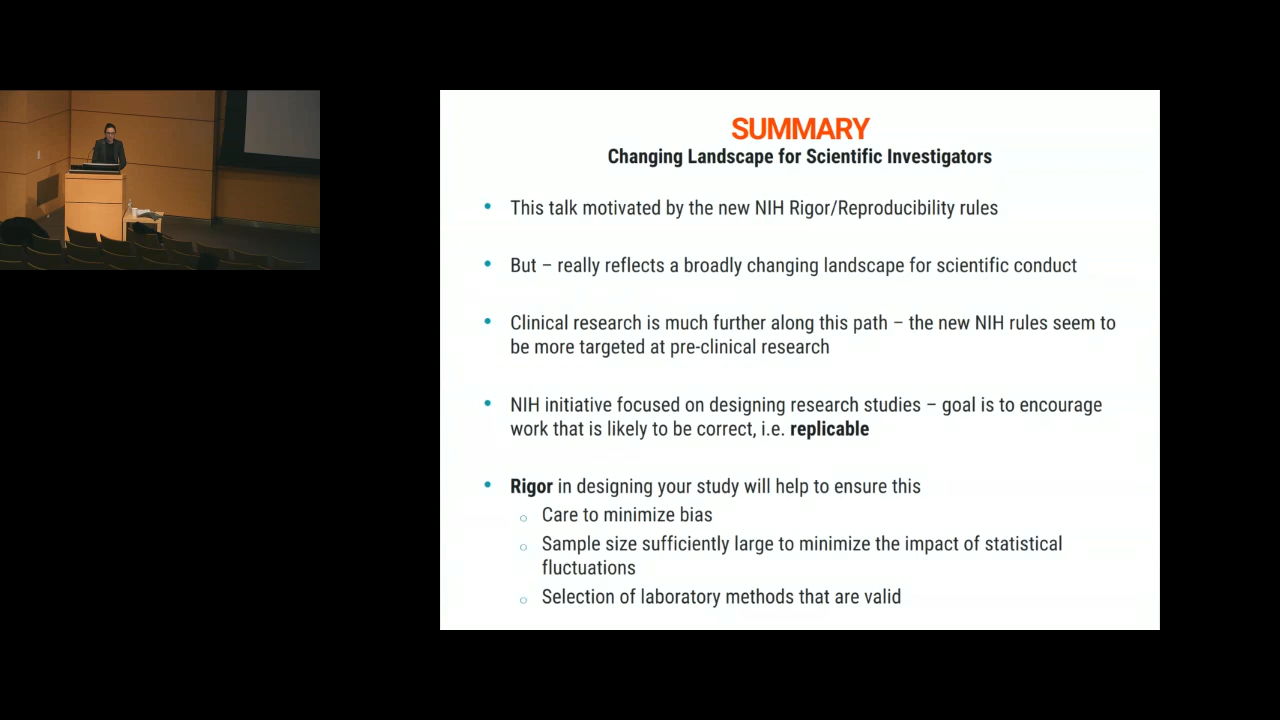 SUMMARY
Changing Landscape for Scientific Investigators
• This talk motivated by the new NIH Rigor/Reproducibility rules
• But – really reflects a broadly changing landscape for scientific conduct
• Clinical research is much further along this path – the new NIH rules seem to
be more targeted at pre-clinical research
• NIH initiative focused on designing research studies – goal is to encourage
work that is likely to be correct, i.e. replicable
• Rigor in designing your study will help to ensure this
○ Care to minimize bias
○ Sample size sufficiently large to minimize the impact of statistical
fluctuations
○ Selection of laboratory methods that are valid